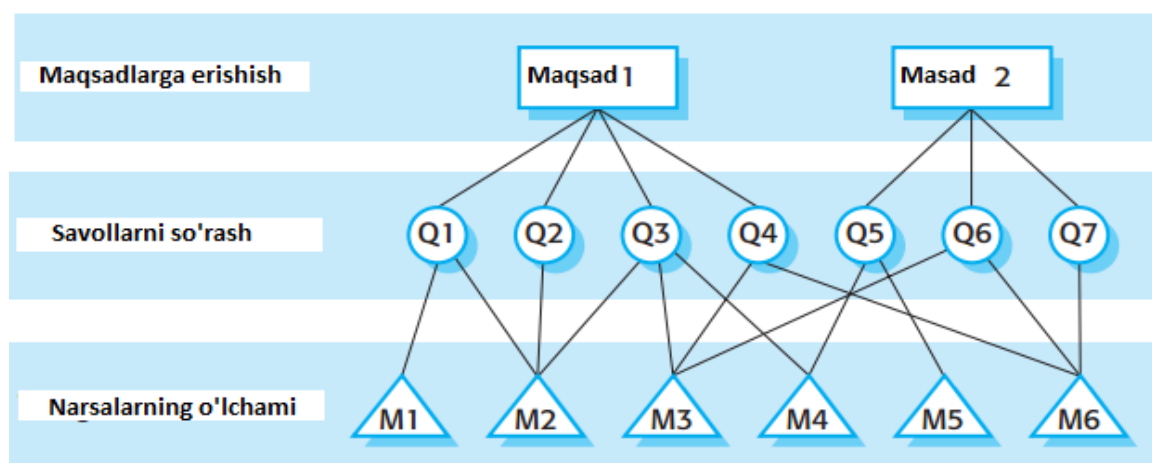 Maqsadlarga erishish
Maqsad 1
Masad 2
Savollarni so'rash
Q1 Q2 Q3 Q4 Q5 Q6 Q7
Narsalarning o'lchami
M1 M2 M3 M4 M5 M6